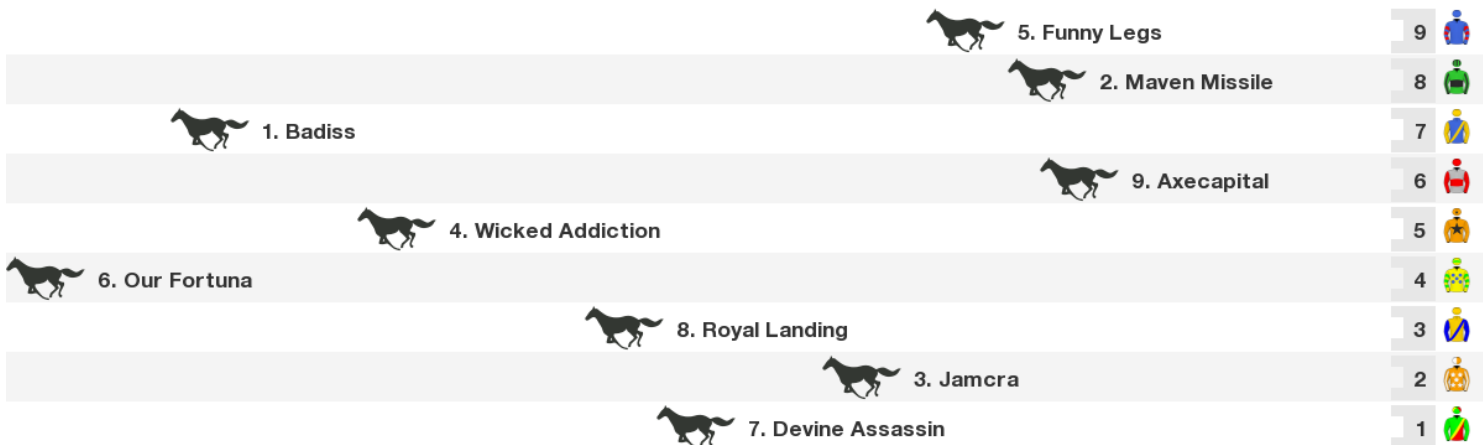 5. Funny Legs 9
2. Maven Missile 8
1. Badiss 7
9. Axecapital 6
4. Wicked Addiction 5
6. Our Fortuna 4
8. Royal Landing 3
3. Jamcra 2
7. Devine Assassin 1